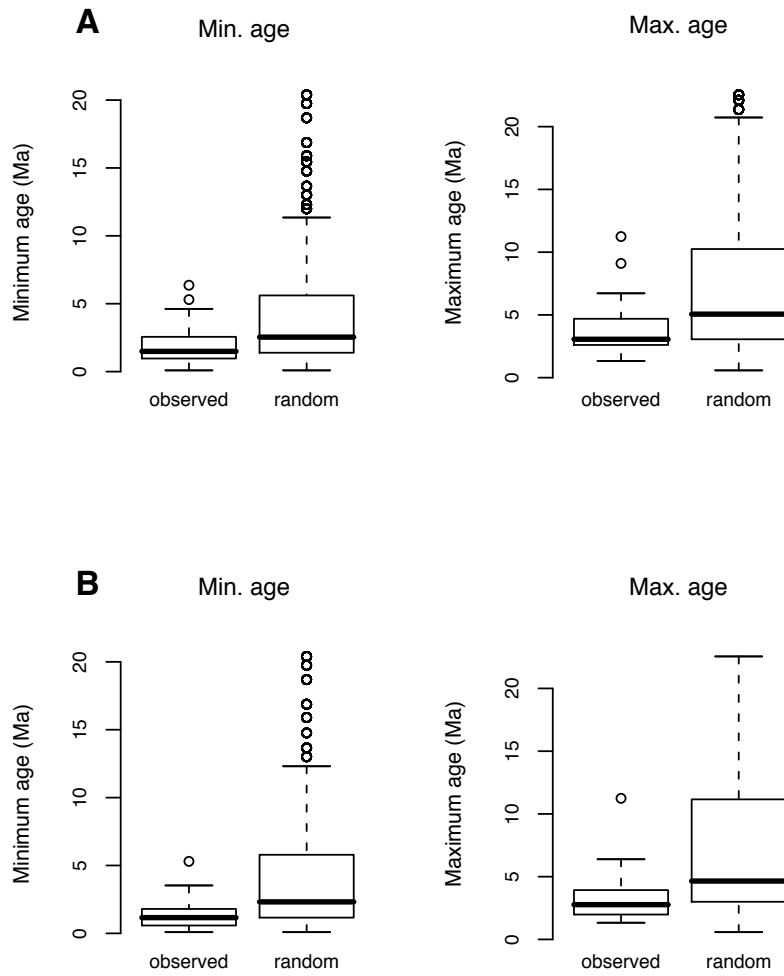 A
Min. age
Max. age
Minimum age (Ma)
0
5
10
15
20
observed
random
Maximum age (Ma)
0
5
10
15
20
observed
random
B
Min. age
Max. age
Minimum age (Ma)
0
5
10
15
20
observed
random
Maximum age (Ma)
0
5
10
15
20
observed
random